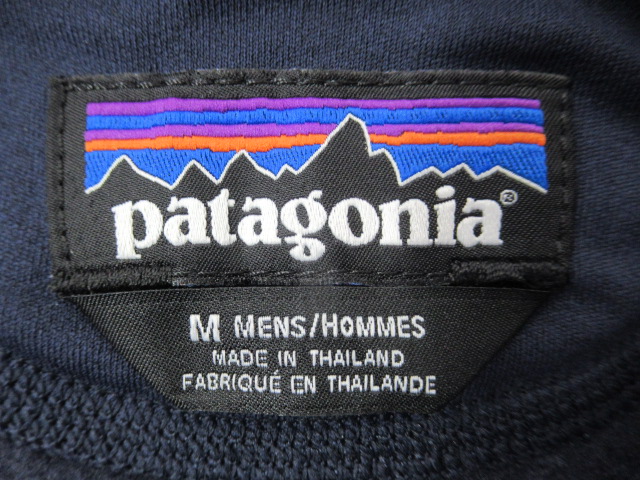 patagonia®
M MENS/HOMMES
MADE IN THAILAND
FABRIQUÉ EN THAILANDE